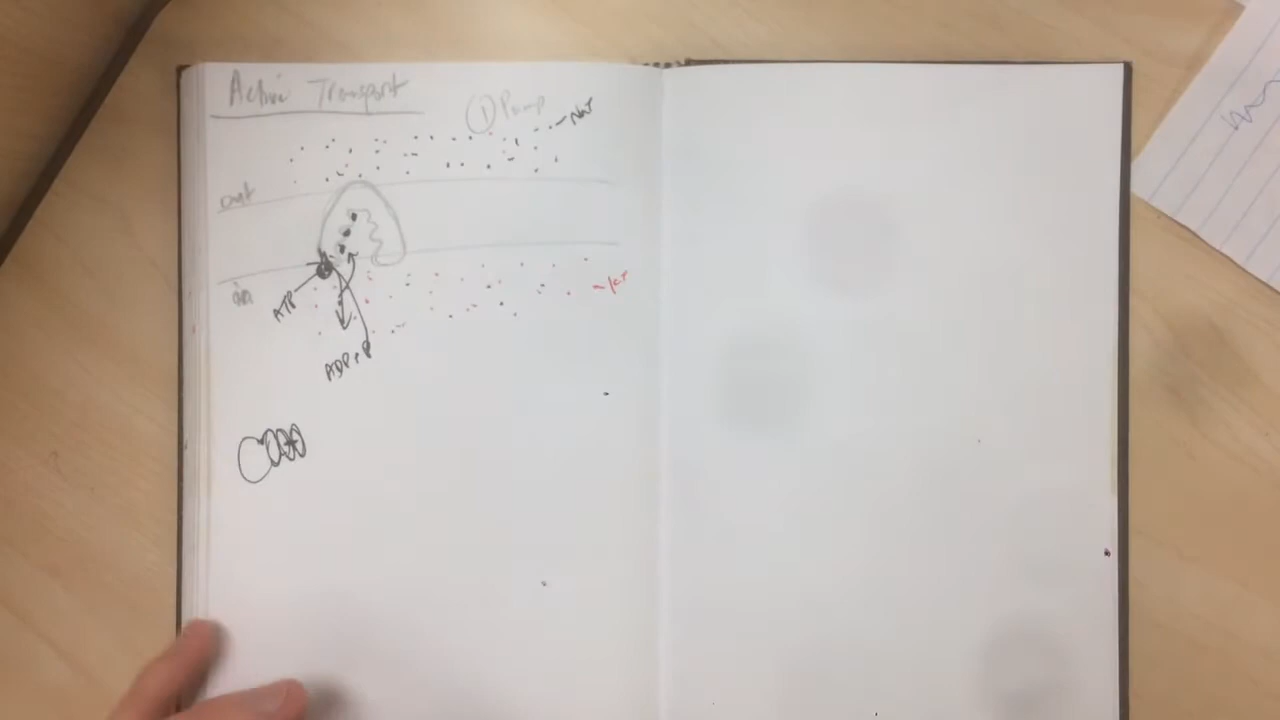 Active Transport
① Pump
Na+
out
in
K+
ATP
ADP+P